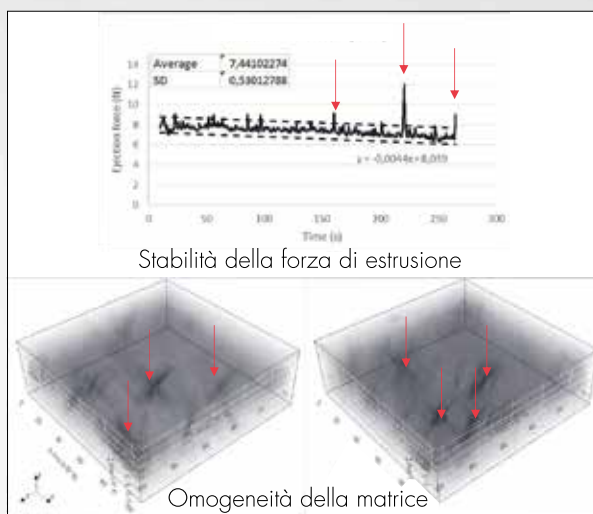 Average 7,44102274
SD 0,53012788
14
12
10
8
6
4
2
0
Ejection force (N)
y = -0,0044x+8,039
0 50 100 150 200 250 300
Time (s)
Stabilità della forza di estrusione
Omogeneità della matrice